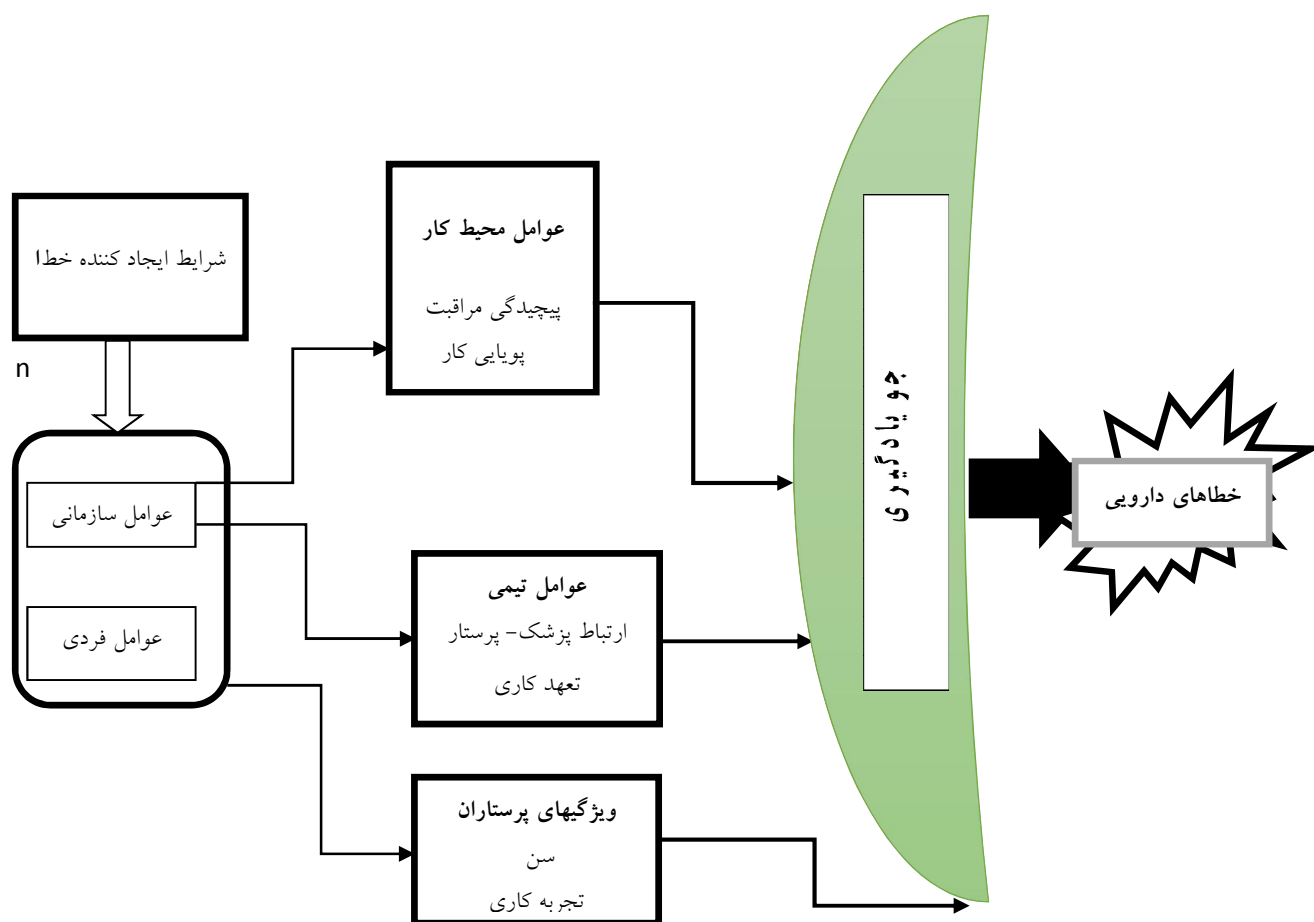 شرایط ایجاد کننده خطا
n
عوامل سازمانی
عوامل فردی
عوامل محیط کار
پیچیدگی مراقبت
پویایی کار
عوامل تیمی
ارتباط پزشک- پرستار
تعهد کاری
ویژگیهای پرستاران
سن
تجربه کاری
جو یادگیری
خطاهای دارویی